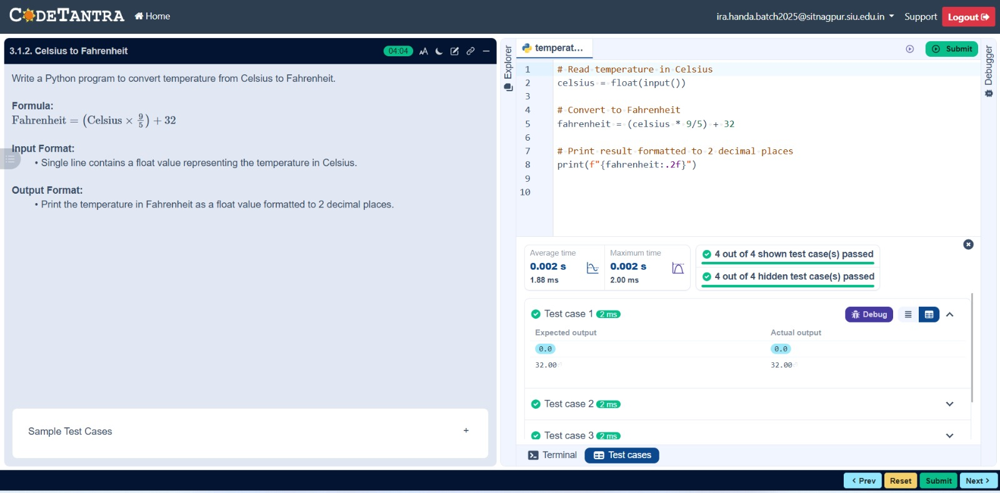 CODETANTRA Home ira.handa.batch2025@sitnagpur.siu.edu.in Support Logout
3.1.2. Celsius to Fahrenheit 04:04 AA
Write a Python program to convert temperature from Celsius to Fahrenheit.
Formula:
Fahrenheit = (Celsius × 9/5) + 32
Input Format:
• Single line contains a float value representing the temperature in Celsius.
Output Format:
• Print the temperature in Fahrenheit as a float value formatted to 2 decimal places.
Sample Test Cases +
Explorer
temperat...
Submit
Debugger
1 # Read temperature in Celsius
2 celsius = float(input())
3
4 # Convert to Fahrenheit
5 fahrenheit = (celsius * 9/5) + 32
6
7 # Print result formatted to 2 decimal places
8 print(f"{fahrenheit:.2f}")
9
10
Average time Maximum time
0.002 s 0.002 s
1.88 ms 2.00 ms
4 out of 4 shown test case(s) passed
4 out of 4 hidden test case(s) passed
Test case 1 2 ms Debug
Expected output Actual output
0.0 0.0
32.00 32.00
Test case 2 2 ms
Test case 3 2 ms
Terminal Test cases
< Prev Reset Submit Next >